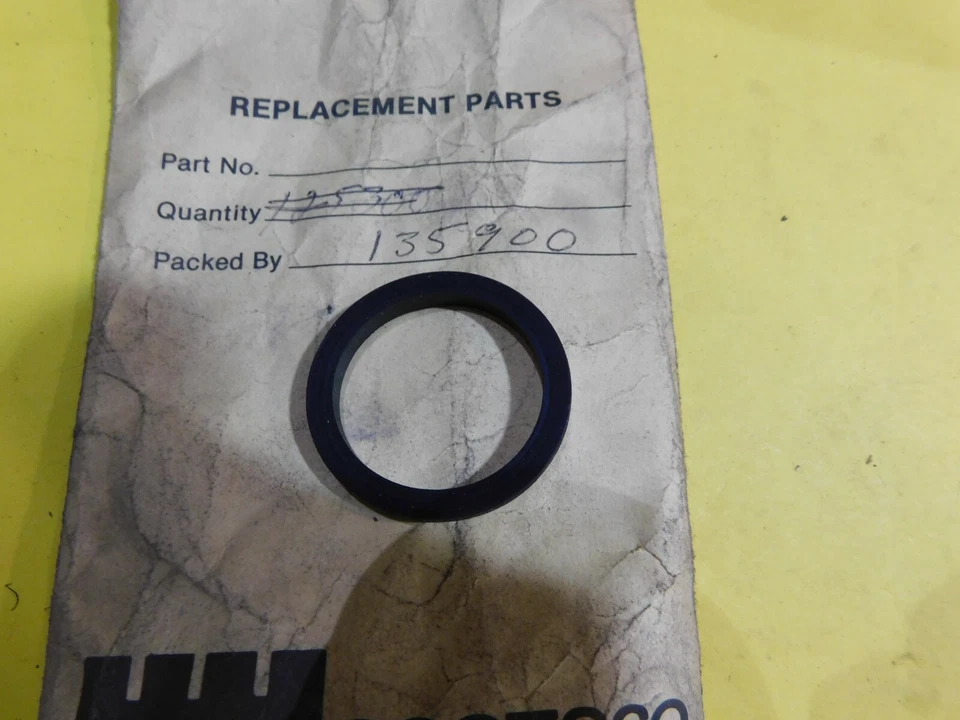 REPLACEMENT PARTS
Part No.
Quantity
Packed By 135900